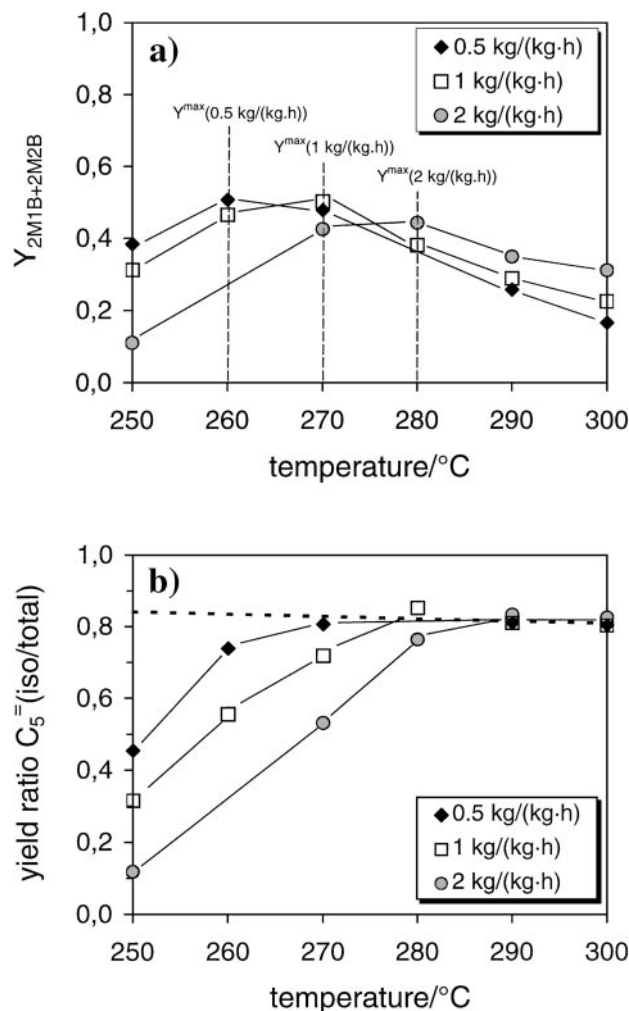 1,0
a)
0.5 kg/(kg·h)
1 kg/(kg·h)
2 kg/(kg·h)
0,8
Y^max(0.5 kg/(kg.h))
Y^max(1 kg/(kg.h))
Y^max(2 kg/(kg.h))
0,6
0,4
0,2
0,0
Y_2M1B+2M2B
250 260 270 280 290 300
temperature/°C
1,0
b)
0,8
0,6
0,4
0,2
0,0
yield ratio C_5^=(iso/total)
0.5 kg/(kg·h)
1 kg/(kg·h)
2 kg/(kg·h)
250 260 270 280 290 300
temperature/°C